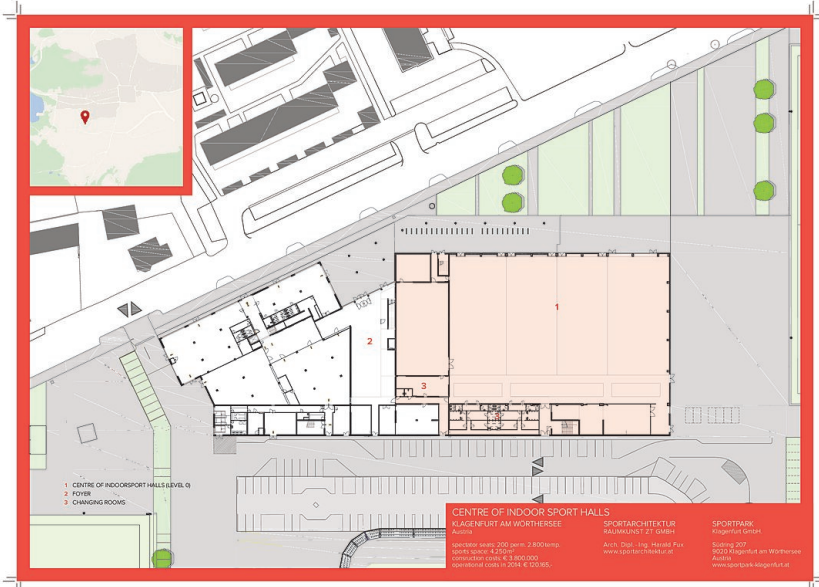 1
2
3
3
1 CENTRE OF INDOORSPORT HALLS (LEVEL 0)
2 FOYER
3 CHANGING ROOMS
CENTRE OF INDOOR SPORT HALLS
KLAGENFURT AM WÖRTHERSEE
Austria
spectator seats: 200 perm. 2.800 temp.
sports space: 4.250m²
consruction costs: € 3.800.000
operational costs in 2014: € 120.165,-
SPORTARCHITEKTUR
RAUMKUNST ZT GMBH
Arch. Dipl.-Ing. Harald Fux
www.sportarchitektur.at
SPORTPARK
Klagenfurt GmbH
Südring 207
9020 Klagenfurt am Wörthersee
Austria
www.sportpark-klagenfurt.at